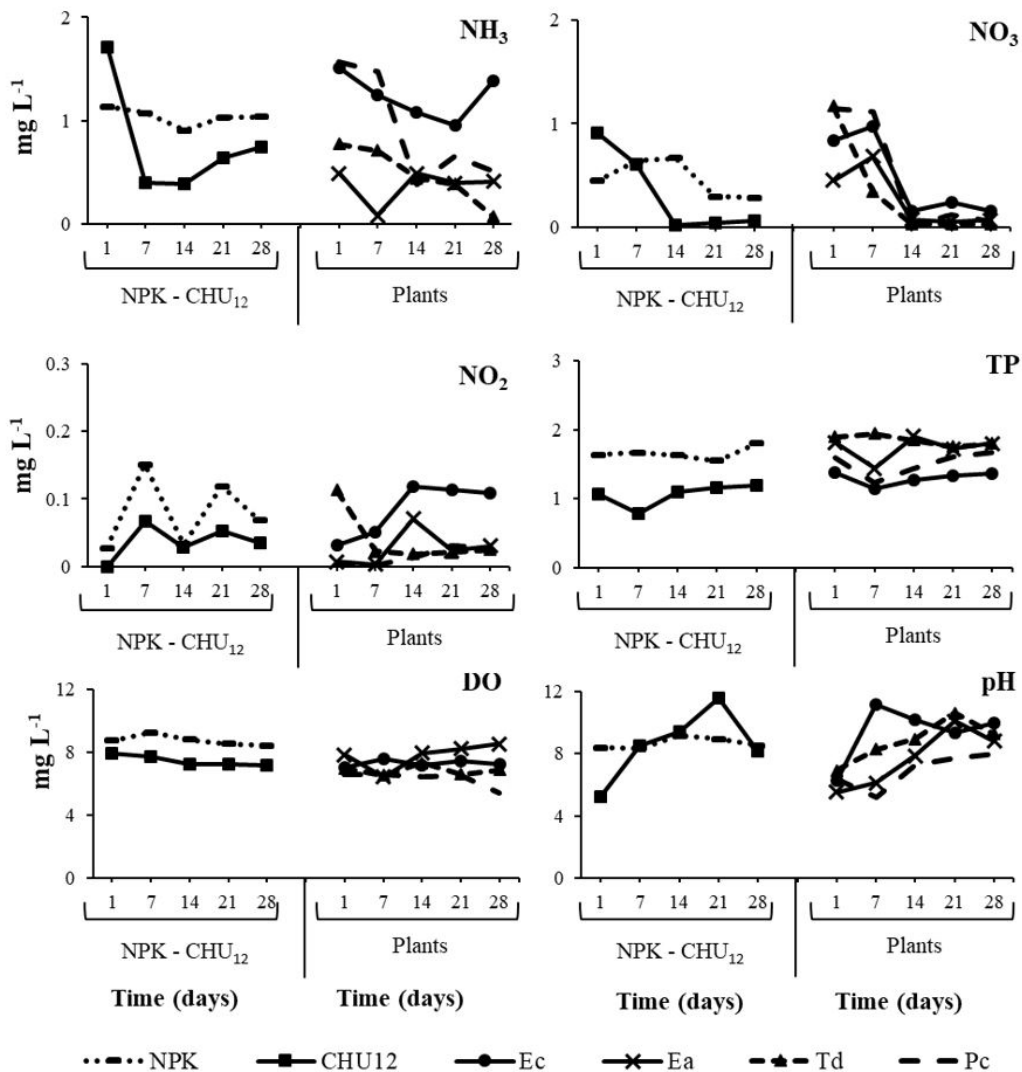 NH₃
mg L⁻¹
2
1
0
1 7 14 21 28 1 7 14 21 28
NPK - CHU₁₂ Plants
NO₃
2
1
0
1 7 14 21 28 1 7 14 21 28
NPK - CHU₁₂ Plants
NO₂
mg L⁻¹
0.3
0.2
0.1
0
1 7 14 21 28 1 7 14 21 28
NPK - CHU₁₂ Plants
TP
3
2
1
0
1 7 14 21 28 1 7 14 21 28
NPK - CHU₁₂ Plants
DO
mg L⁻¹
12
8
4
0
1 7 14 21 28 1 7 14 21 28
NPK - CHU₁₂ Plants
Time (days) Time (days)
pH
12
8
4
0
1 7 14 21 28 1 7 14 21 28
NPK - CHU₁₂ Plants
Time (days) Time (days)
NPK CHU12 Ec Ea Td Pc